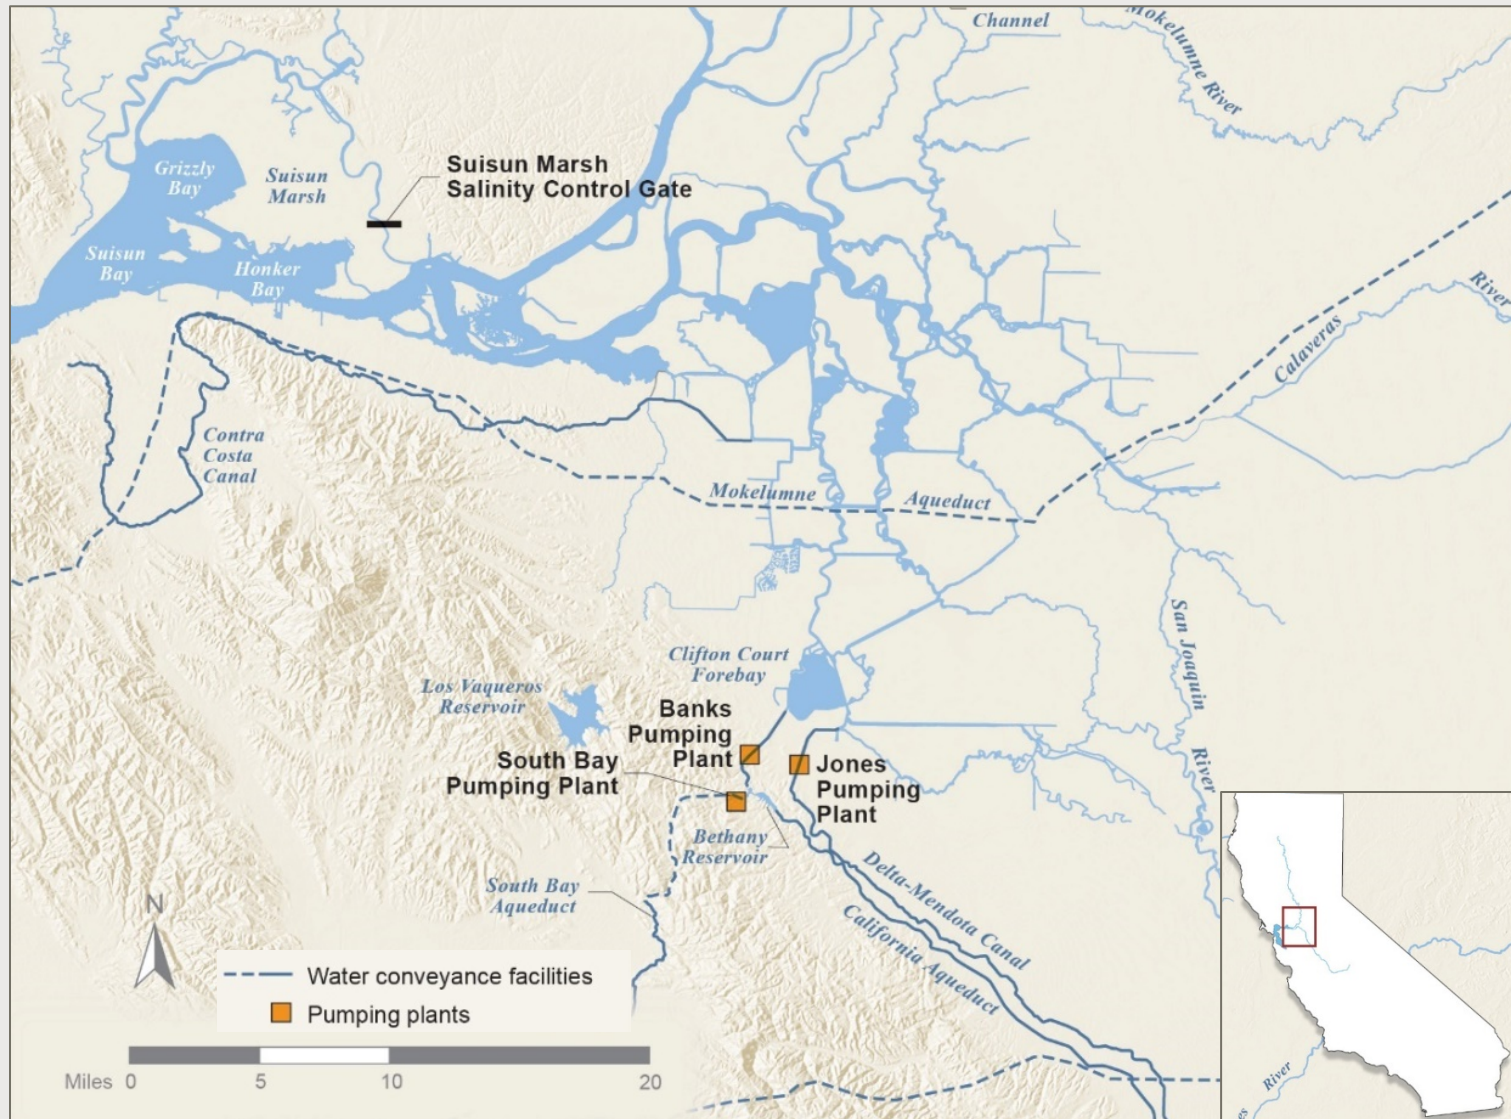 Channel
Mokelumne River
Grizzly
Bay
Suisun
Marsh
Suisun Marsh
Salinity Control Gate
Suisun
Bay
Honker
Bay
River
Calaveras
Contra
Costa
Canal
Mokelumne
Aqueduct
San Joaquin
River
Clifton Court
Forebay
Los Vaqueros
Reservoir
Banks
Pumping
Plant
South Bay
Pumping Plant
Jones
Pumping
Plant
Bethany
Reservoir
South Bay
Aqueduct
Delta-Mendota Canal
California Aqueduct
N
Water conveyance facilities
Pumping plants
Miles 0 5 10 20
River